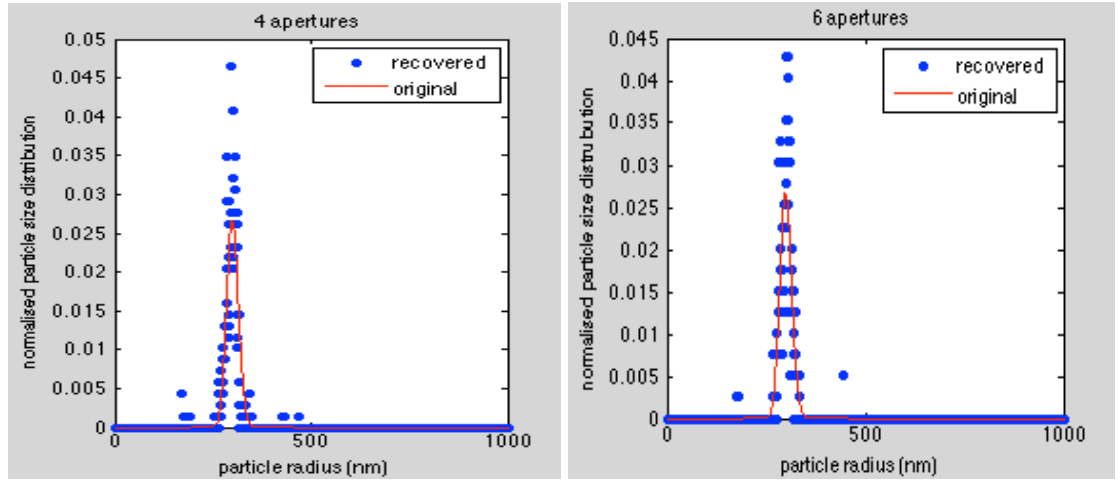 4 apertures
0.05
0.045
0.04
0.035
0.03
0.025
0.02
0.015
0.01
0.005
0
normalised particle size distribution
recovered
original
0
500
1000
particle radius (nm)
6 apertures
0.045
0.04
0.035
0.03
0.025
0.02
0.015
0.01
0.005
0
normalised particle size distrubution
recovered
original
0
500
1000
particle radius (nm)